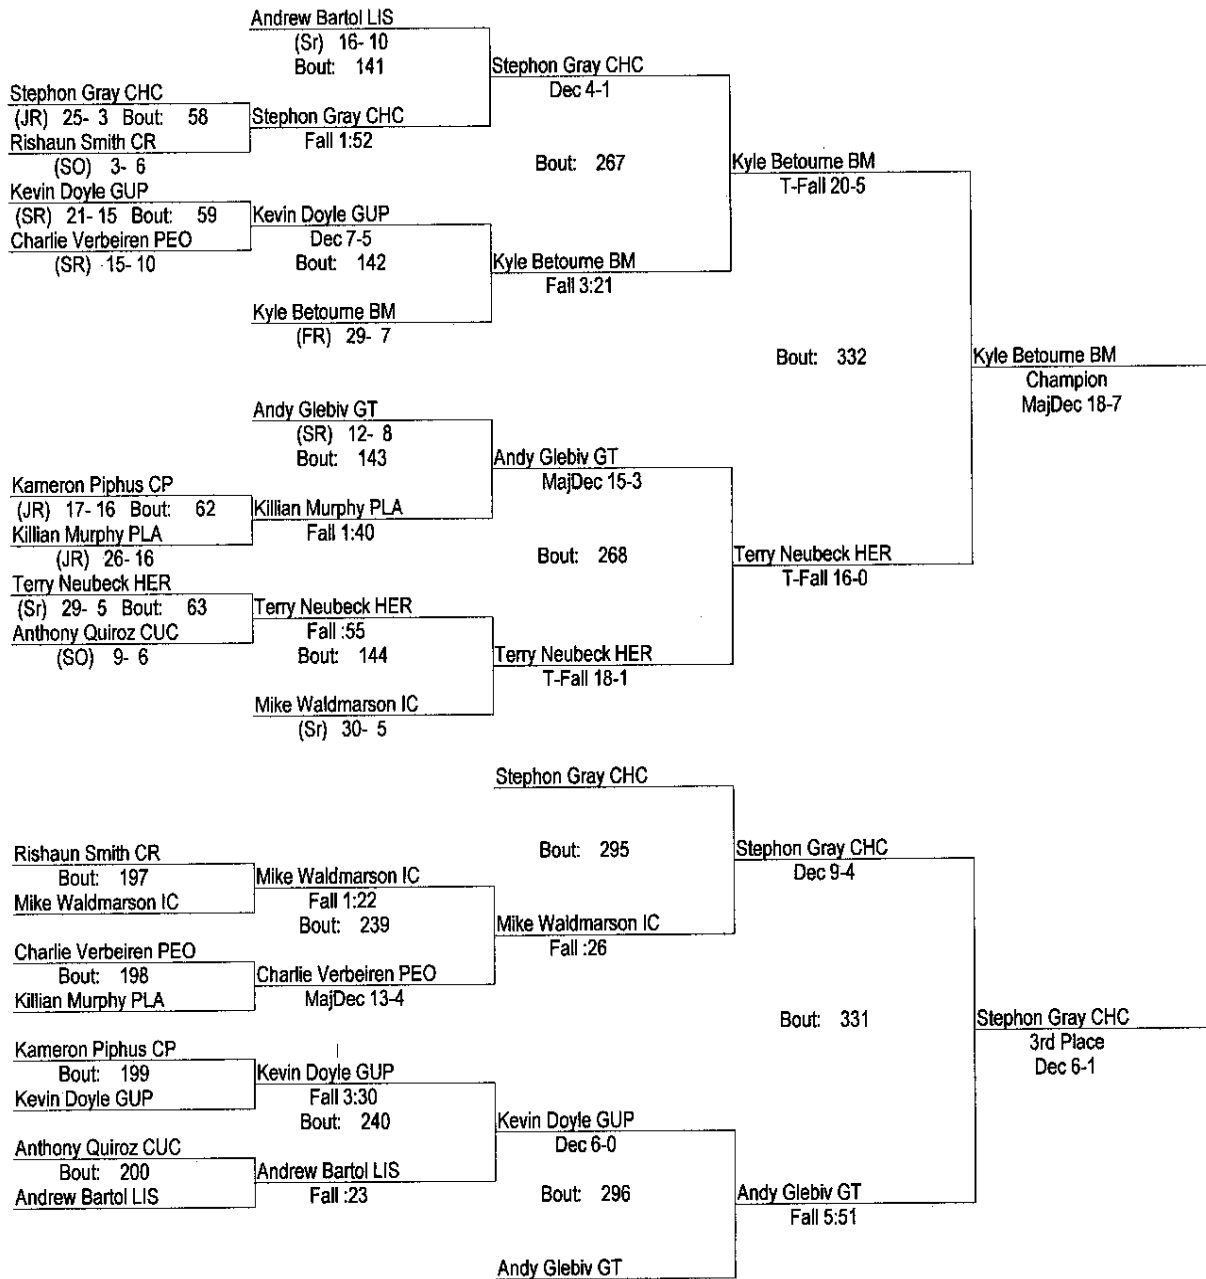 Andrew Bartol LIS
(Sr) 16- 10
Bout: 141
Stephon Gray CHC
Dec 4-1
Stephon Gray CHC
(JR) 25- 3 Bout: 58
Stephon Gray CHC
Fall 1:52
Rishaun Smith CR
(SO) 3- 6
Bout: 267
Kyle Betourne BM
T-Fall 20-5
Kevin Doyle GUP
(SR) 21- 15 Bout: 59
Kevin Doyle GUP
Dec 7-5
Bout: 142
Charlie Verbeiren PEO
(SR) 15- 10
Kyle Betourne BM
Fall 3:21
Kyle Betourne BM
(FR) 29- 7
Bout: 332
Kyle Betourne BM
Champion
MajDec 18-7
Andy Glebiv GT
(SR) 12- 8
Bout: 143
Andy Glebiv GT
MajDec 15-3
Kameron Piphus CP
(JR) 17- 16 Bout: 62
Killian Murphy PLA
Fall 1:40
Killian Murphy PLA
(JR) 26- 16
Bout: 268
Terry Neubeck HER
T-Fall 16-0
Terry Neubeck HER
(Sr) 29- 5 Bout: 63
Terry Neubeck HER
Fall :55
Bout: 144
Anthony Quiroz CUC
(SO) 9- 6
Terry Neubeck HER
T-Fall 18-1
Mike Waldmarson IC
(Sr) 30- 5
Stephon Gray CHC
Bout: 295
Stephon Gray CHC
Dec 9-4
Rishaun Smith CR
Bout: 197
Mike Waldmarson IC
Mike Waldmarson IC
Fall 1:22
Bout: 239
Mike Waldmarson IC
Fall :26
Charlie Verbeiren PEO
Bout: 198
Killian Murphy PLA
Charlie Verbeiren PEO
MajDec 13-4
Bout: 331
Stephon Gray CHC
3rd Place
Dec 6-1
Kameron Piphus CP
Bout: 199
Kevin Doyle GUP
Kevin Doyle GUP
Fall 3:30
Bout: 240
Kevin Doyle GUP
Dec 6-0
Anthony Quiroz CUC
Bout: 200
Andrew Bartol LIS
Andrew Bartol LIS
Fall :23
Bout: 296
Andy Glebiv GT
Fall 5:51
Andy Glebiv GT